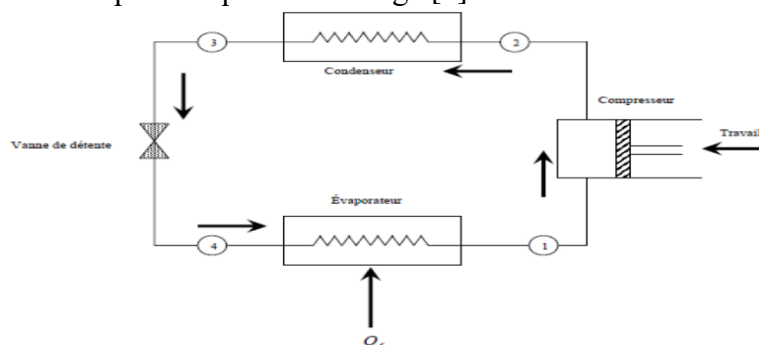 3
2
Condenseur
Compresseur
Travail
Vanne de détente
Évaporateur
4
1